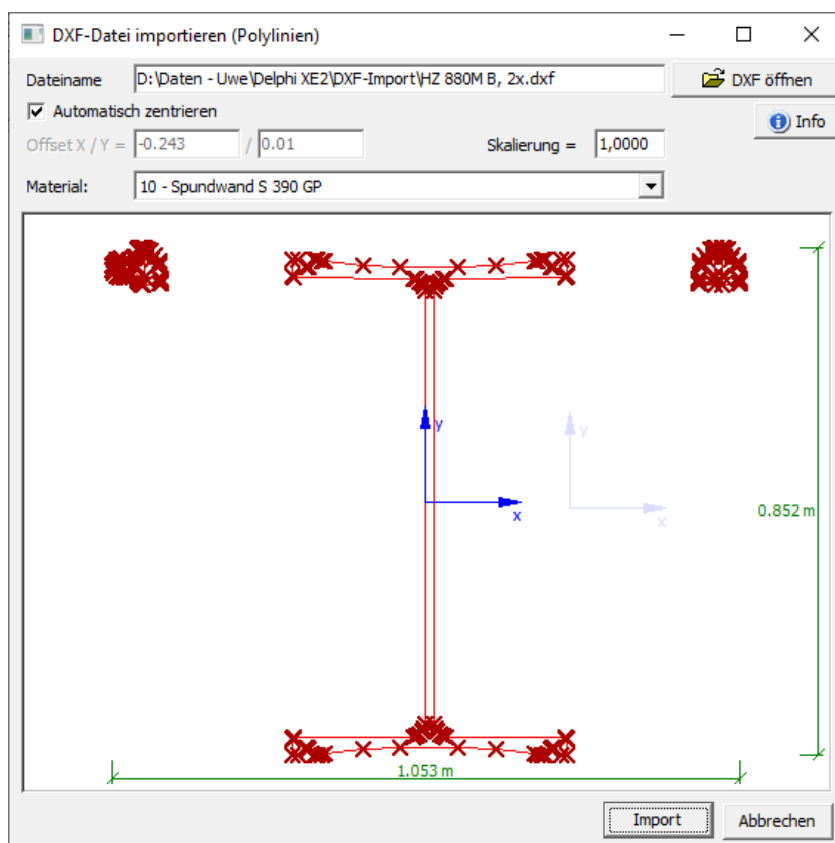 DXF-Datei importieren (Polylinien)
Dateiname D:\Daten - Uwe\Delphi XE2\DXF-Import\HZ 880M B, 2x.dxf DXF öffnen
Automatisch zentrieren
Info
Offset X / Y = -0.243 / 0.01 Skalierung = 1,0000
Material: 10 - Spundwand S 390 GP
y
y
x
x
0.852 m
1.053 m
Import Abbrechen